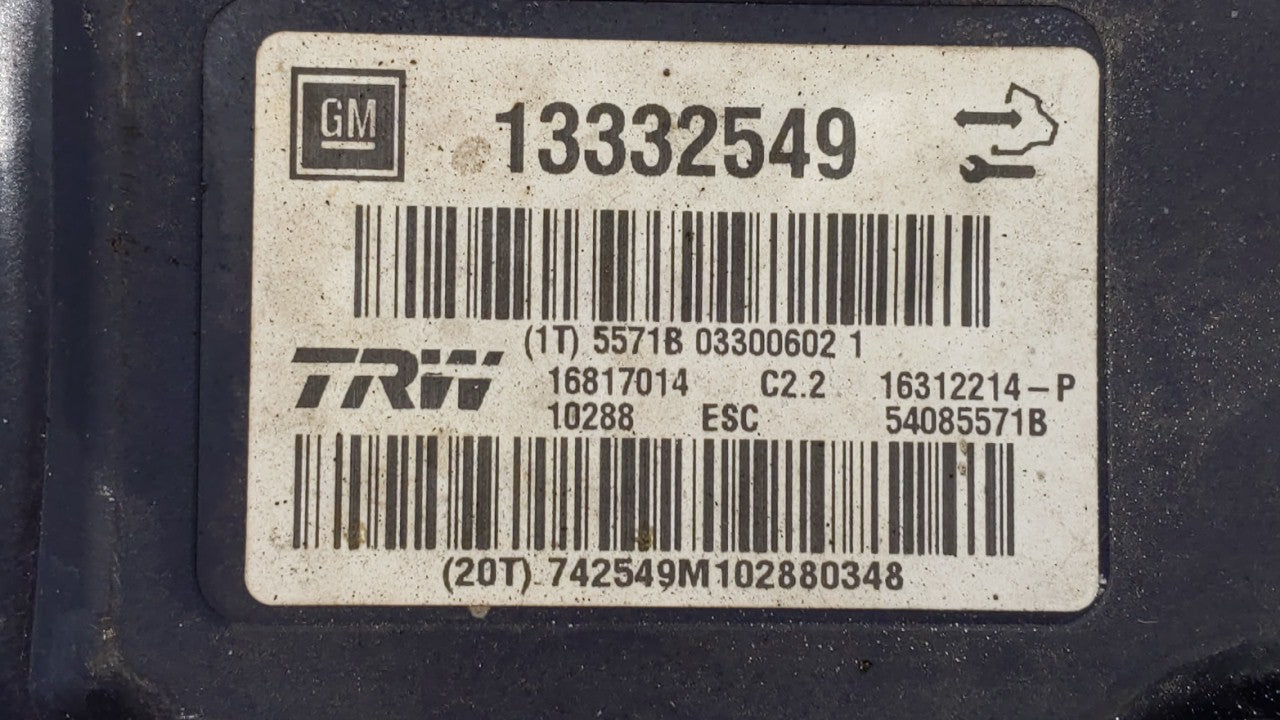 GM 13332549
(1T) 5571B 03300602 1
TRW 16817014 C2.2 16312214-P
10288 ESC 54085571B
(20T) 742549M102880348